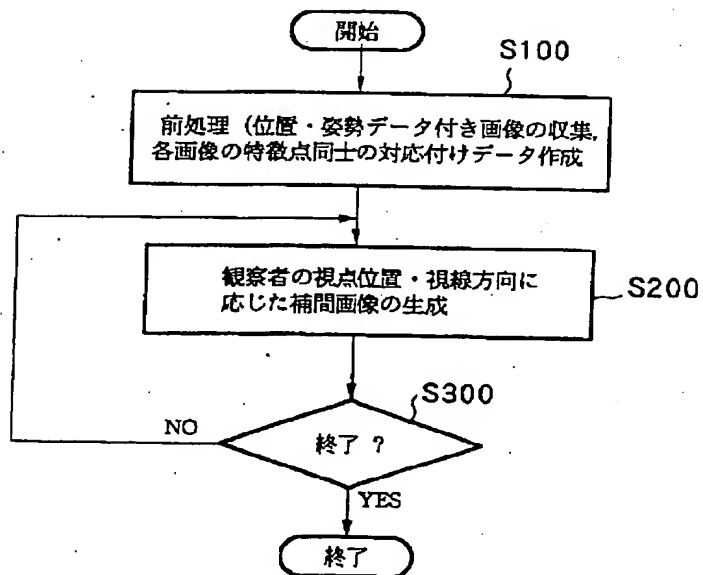 開始
S100
前処理（位置・姿勢データ付き画像の収集,
各画像の特徴点同士の対応付けデータ作成
観察者の視点位置・視線方向に
応じた補間画像の生成
S200
S300
NO
終了 ?
YES
終了